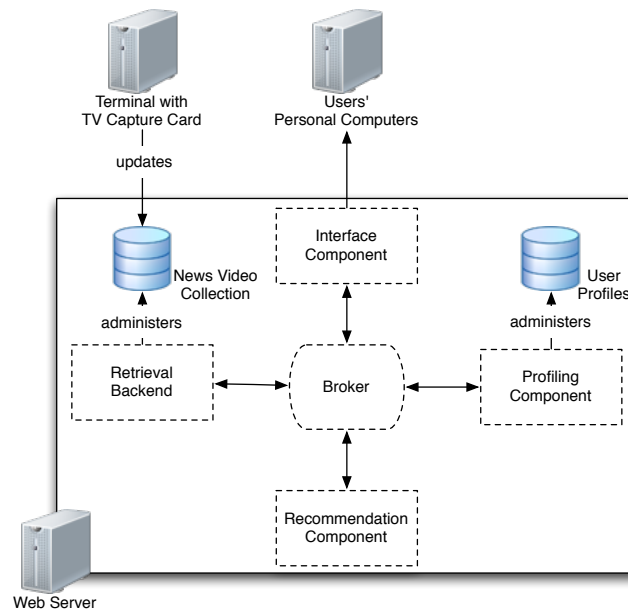 Terminal with
TV Capture Card
Users'
Personal Computers
updates
Interface
Component
News Video
Collection
User
Profiles
administers
administers
Retrieval
Backend
Broker
Profiling
Component
Recommendation
Component
Web Server